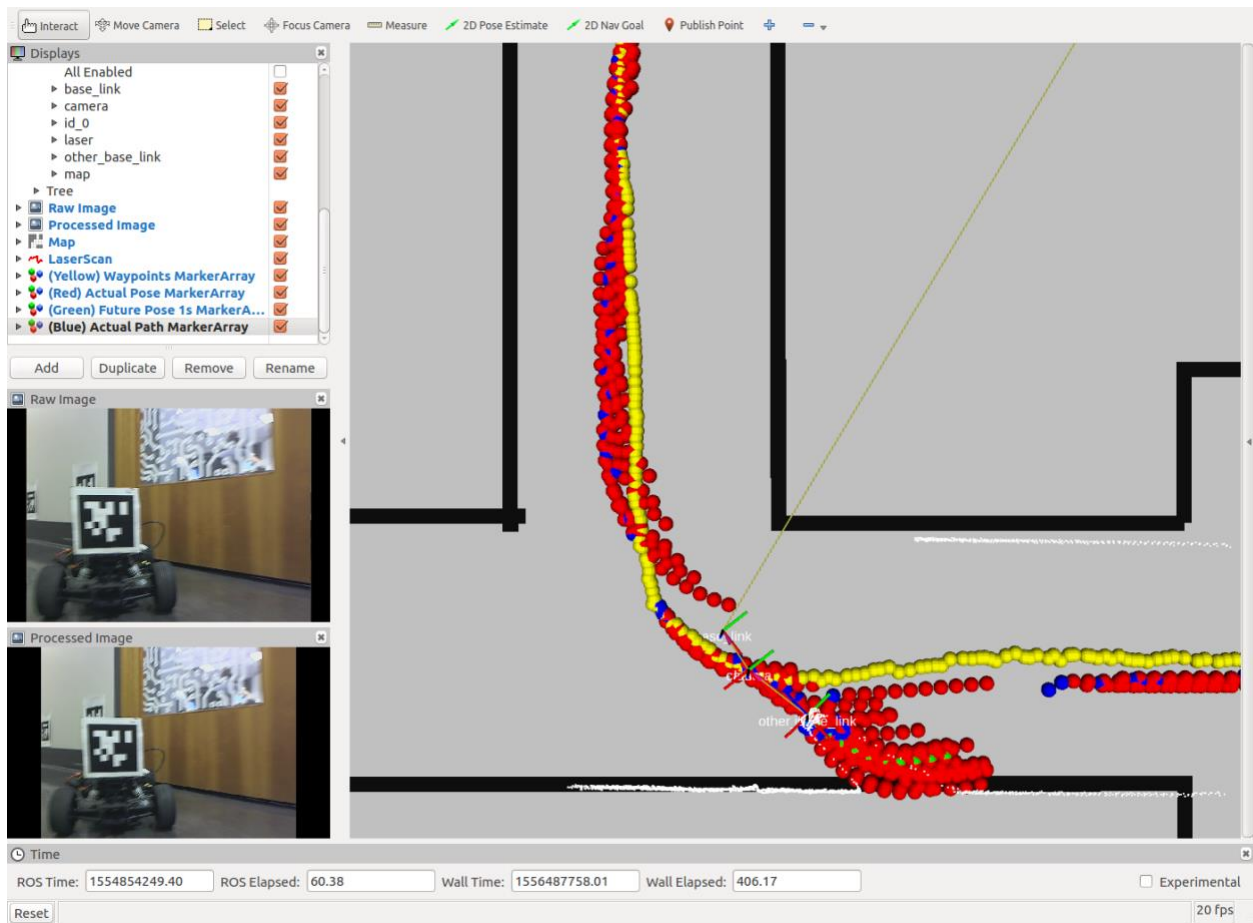 Interact Move Camera Select Focus Camera Measure 2D Pose Estimate 2D Nav Goal Publish Point
Displays
All Enabled
base_link
camera
id_0
laser
other_base_link
map
Tree
Raw Image
Processed Image
Map
LaserScan
(Yellow) Waypoints MarkerArray
(Red) Actual Pose MarkerArray
(Green) Future Pose 1s MarkerA...
(Blue) Actual Path MarkerArray
Add Duplicate Remove Rename
Raw Image
Processed Image
other
Time
ROS Time: 1554854249.40 ROS Elapsed: 60.38 Wall Time: 1556487758.01 Wall Elapsed: 406.17 Experimental
Reset 20 fps